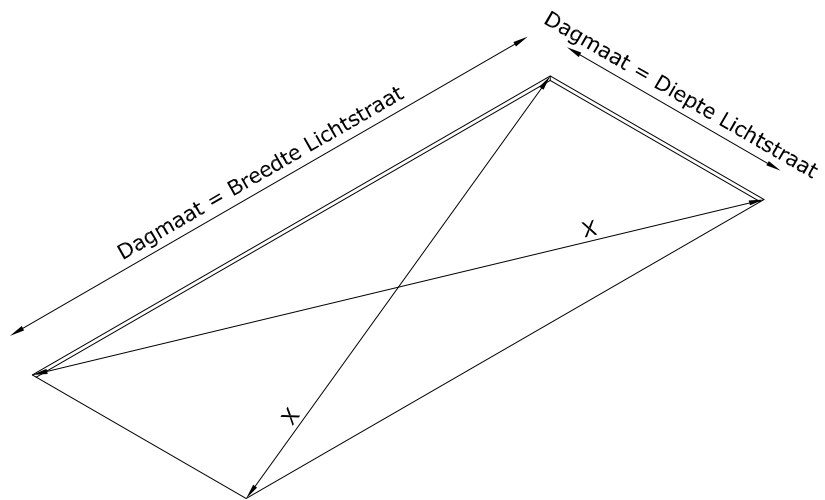 Dagmaat = Diepte Lichtstraat
Dagmaat = Breedte Lichtstraat
X
X